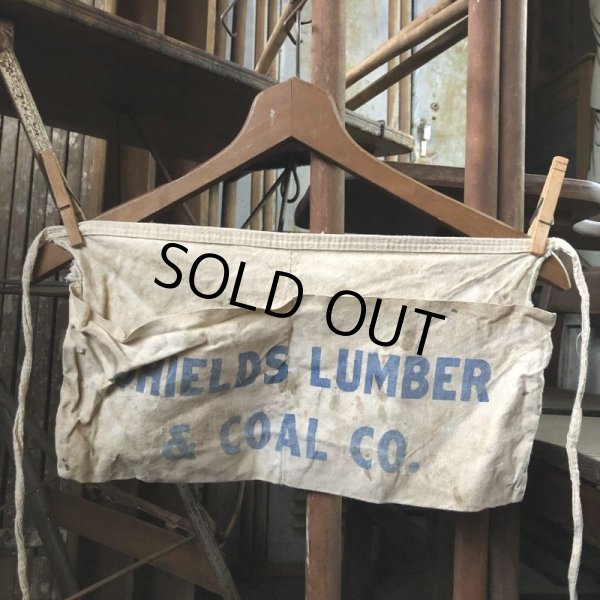 SOLD OUT
SHIELDS LUMBER
& COAL CO.